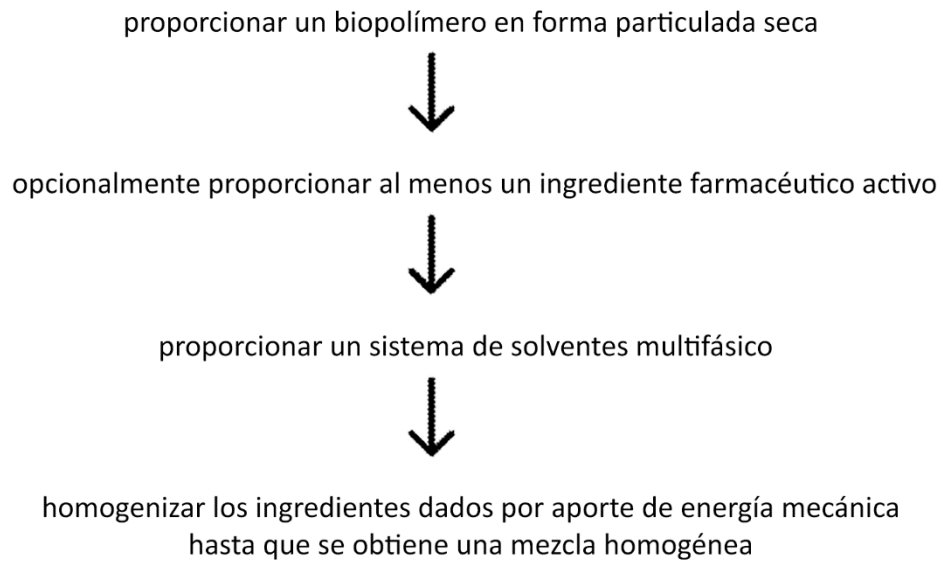 proporcionar un biopolímero en forma particulada seca
opcionalmente proporcionar al menos un ingrediente farmacéutico activo
proporcionar un sistema de solventes multifásico
homogenizar los ingredientes dados por aporte de energía mecánica
hasta que se obtiene una mezcla homogénea